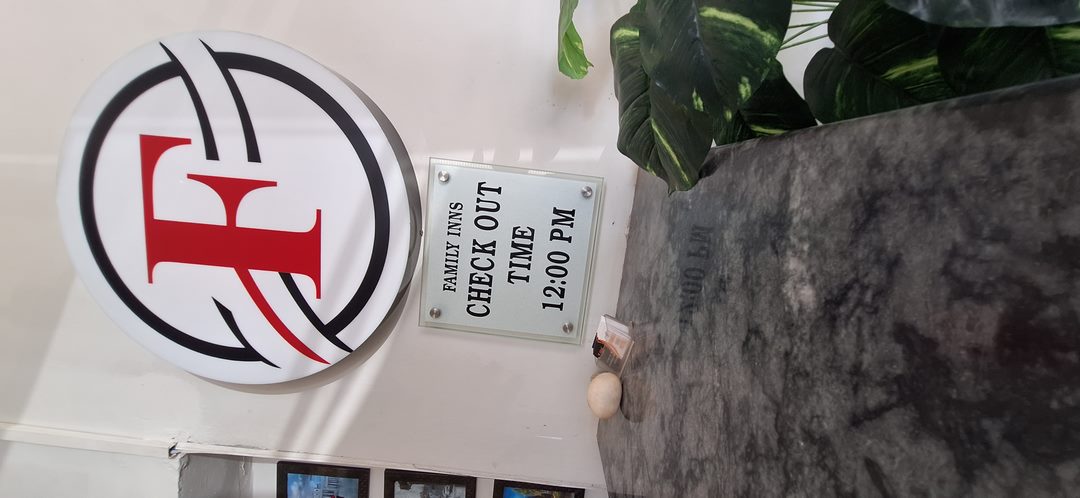 F
FAMILY INNS
CHECK OUT
TIME
12:00 PM